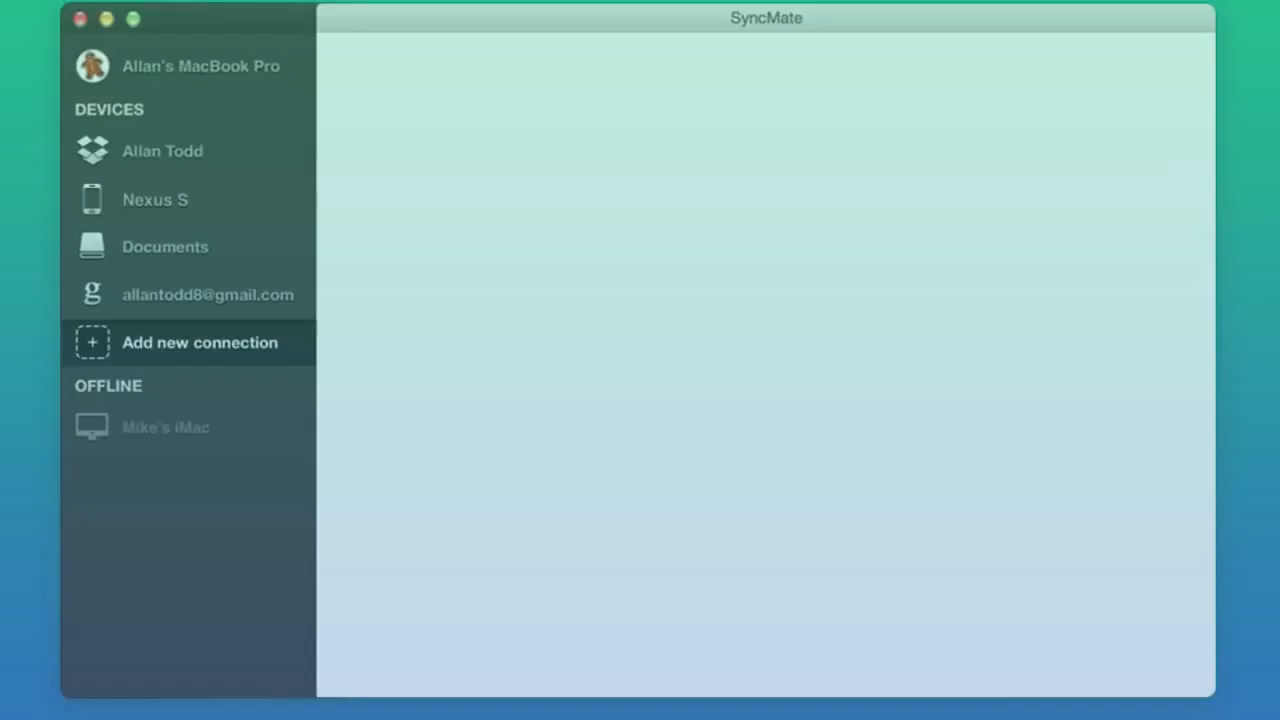 SyncMate
Allan's MacBook Pro
DEVICES
Allan Todd
Nexus S
Documents
g allantodd8@gmail.com
+ Add new connection
OFFLINE
Mike's iMac